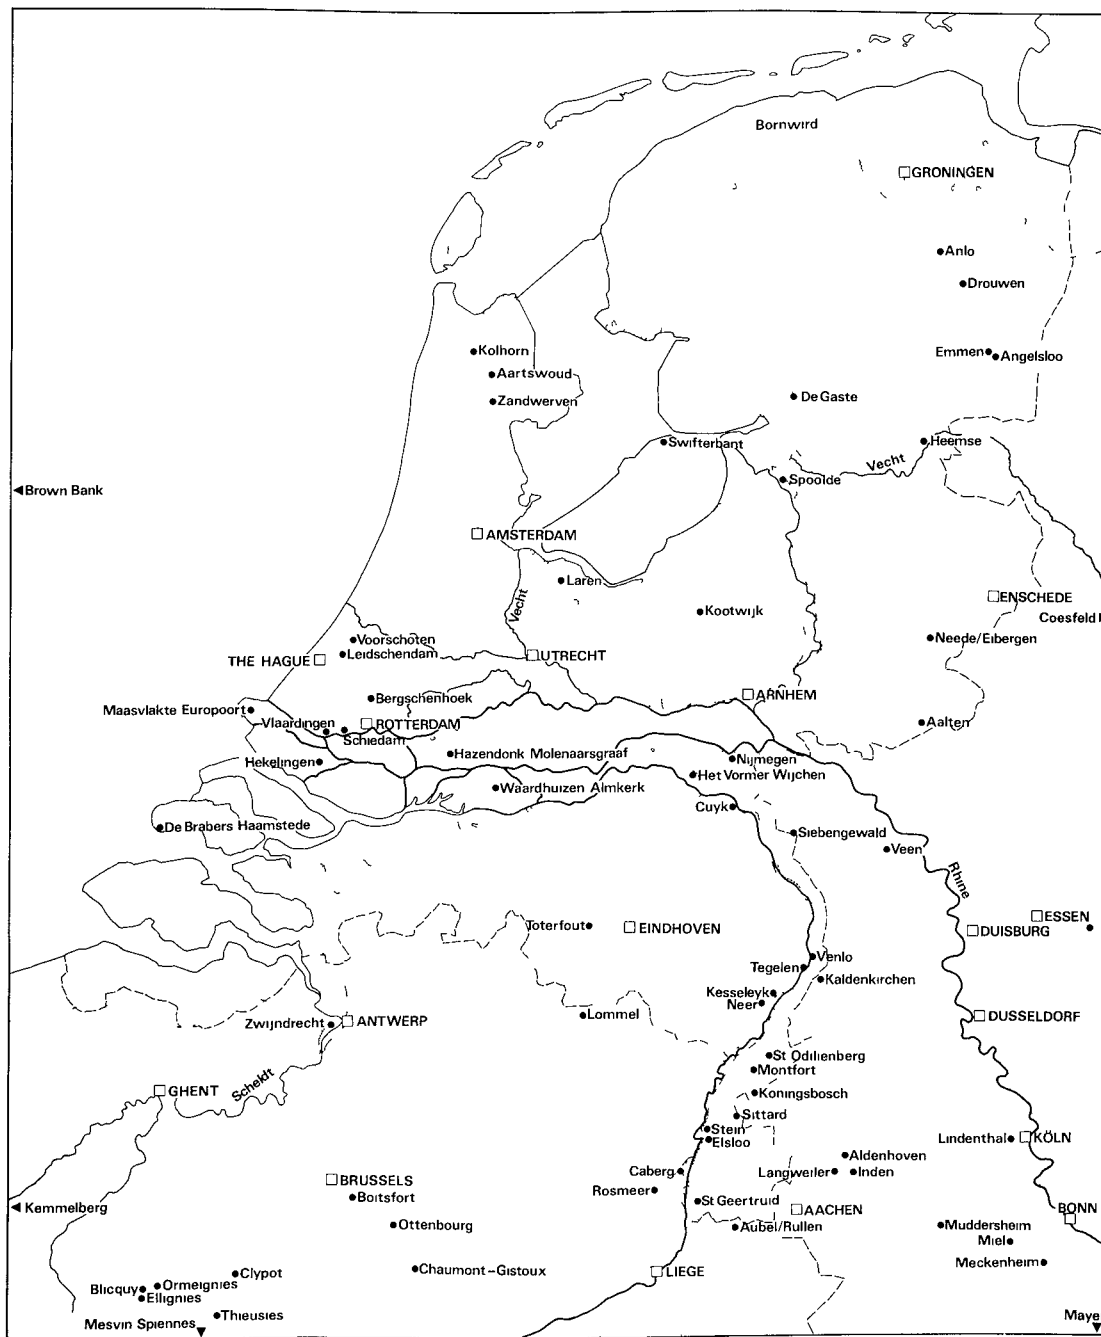 Bornwird
GRONINGEN
Anlo
Drouwen
Kolhorn
Emmen
Angelsloo
Aartswoud
De Gaste
Zandwerven
Swifterbant
Heemse
Vecht
Spoolde
Brown Bank
AMSTERDAM
Laren
ENSCHEDE
Vecht
Kootwijk
Coesfeld
Voorschoten
Neede/Eibergen
Leidschendam
THE HAGUE
UTRECHT
Bergschenhoek
ARNHEM
Maasvlakte Europoort
Vlaardingen
ROTTERDAM
Aalten
Schiedam
Hazendonk Molenaarsgraaf
Hekelingen
Nijmegen
Het Vormer Wijchen
Waardhuizen Almkerk
Cuyk
De Brabers Haamstede
Siebengewald
Veen
Rhine
ESSEN
Toterfout
EINDHOVEN
DUISBURG
Venlo
Tegelen
Kaldenkirchen
Kesseleyk
Neer
Zwijndrecht
ANTWERP
Lommel
DUSSELDORF
St Odilienberg
Montfort
Scheldt
GHENT
Koningsbosch
Sittard
Stein
Elsloo
Lindenthal
KÖLN
Aldenhoven
Caberg
Langweiler
Inden
BRUSSELS
Rosmeer
Boitsfort
St Geertruid
Kemmelberg
AACHEN
BONN
Ottenbourg
Aubel/Rullen
Muddersheim
Miel
Clypot
Chaumont-Gistoux
LIEGE
Meckenheim
Ormeignies
Blicquy
Ellignies
Thieusies
Mesvin Spiennes
Maye